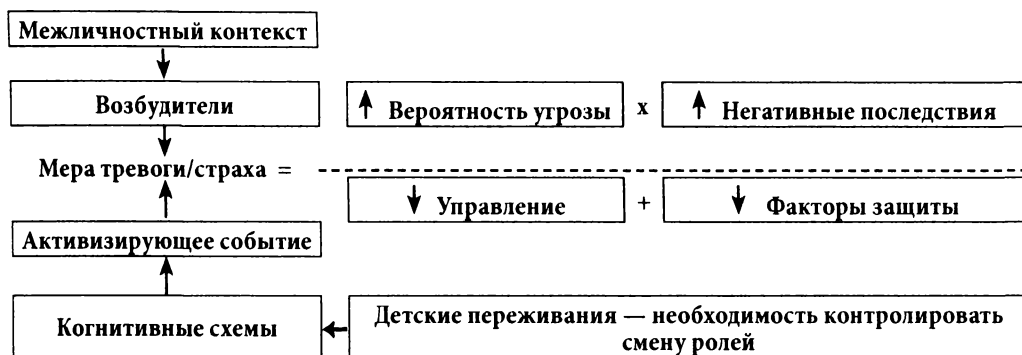 Межличностный контекст
Возбудители
↑ Вероятность угрозы x ↑ Негативные последствия
Мера тревоги/страха =
↓ Управление + ↓ Факторы защиты
Активизирующее событие
Когнитивные схемы
Детские переживания — необходимость контролировать
смену ролей